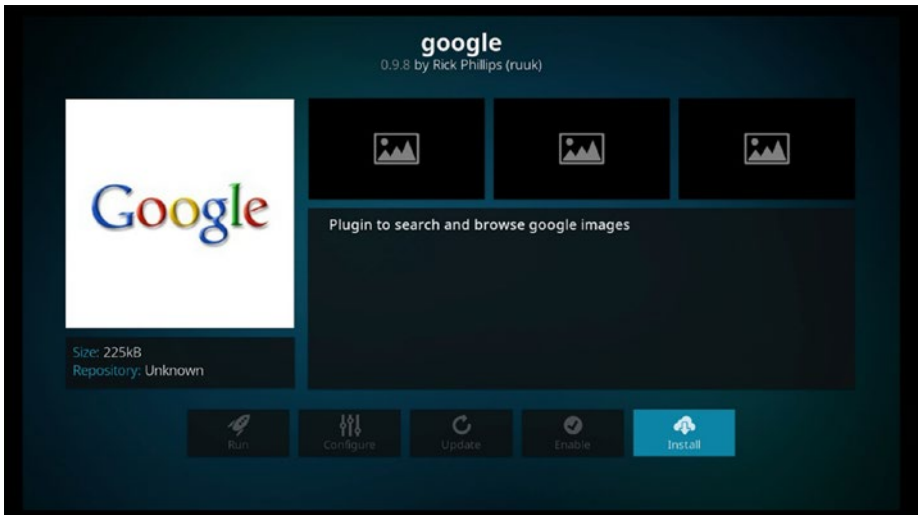 google
0.9.8 by Rick Phillips (ruuk)
Google
Plugin to search and browse google images
Size: 225kB
Repository: Unknown
Run
Configure
Update
Enable
Install